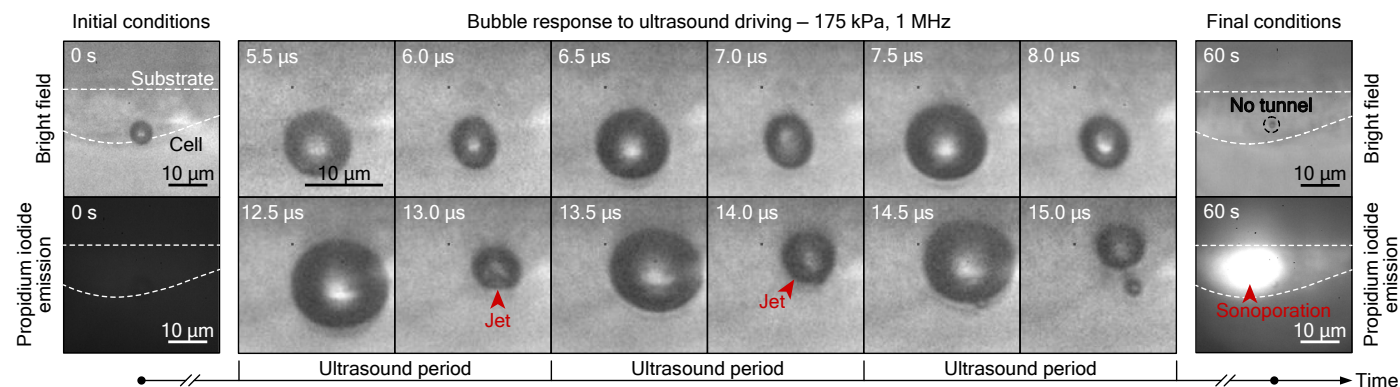 Initial conditions
Bubble response to ultrasound driving – 175 kPa, 1 MHz
Final conditions
Bright field
0 s
Substrate
Cell
10 µm
5.5 µs
10 µm
6.0 µs
6.5 µs
7.0 µs
7.5 µs
8.0 µs
60 s
No tunnel
10 µm
Bright field
Propidium iodide
emission
0 s
10 µm
12.5 µs
13.0 µs
Jet
13.5 µs
14.0 µs
Jet
14.5 µs
15.0 µs
60 s
Sonoporation
10 µm
Propidium iodide
emission
Ultrasound period
Ultrasound period
Ultrasound period
Time